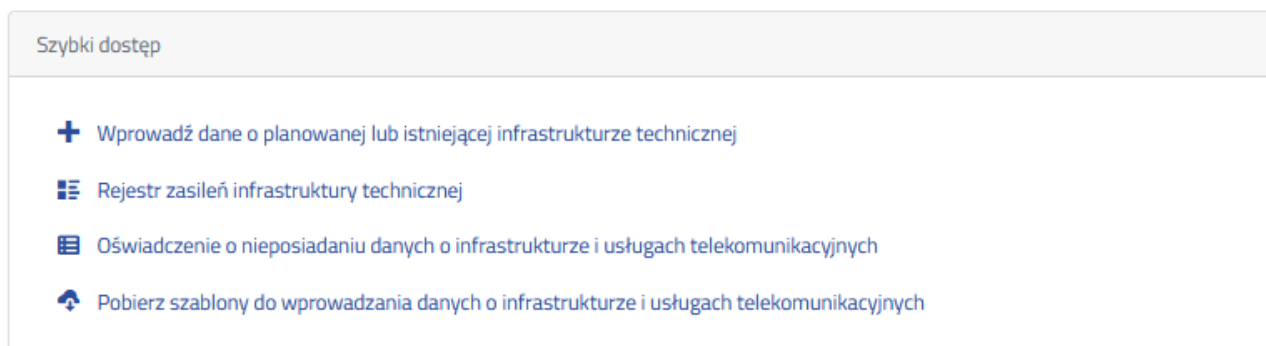 Szybki dostęp
Wprowadź dane o planowanej lub istniejącej infrastrukturze technicznej
Rejestr zasileń infrastruktury technicznej
Oświadczenie o nieposiadaniu danych o infrastrukturze i usługach telekomunikacyjnych
Pobierz szablony do wprowadzania danych o infrastrukturze i usługach telekomunikacyjnych